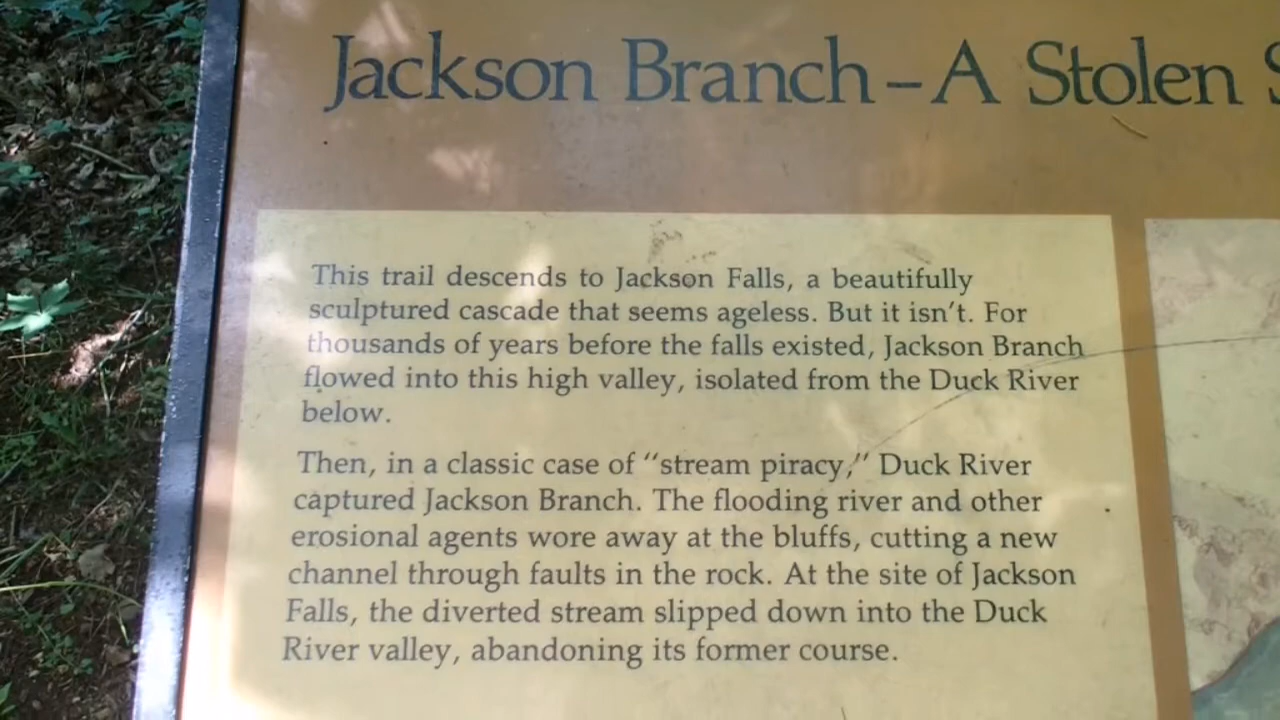 Jackson Branch – A Stolen
This trail descends to Jackson Falls, a beautifully
sculptured cascade that seems ageless. But it isn't. For
thousands of years before the falls existed, Jackson Branch
flowed into this high valley, isolated from the Duck River
below.
Then, in a classic case of "stream piracy," Duck River
captured Jackson Branch. The flooding river and other
erosional agents wore away at the bluffs, cutting a new
channel through faults in the rock. At the site of Jackson
Falls, the diverted stream slipped down into the Duck
River valley, abandoning its former course.